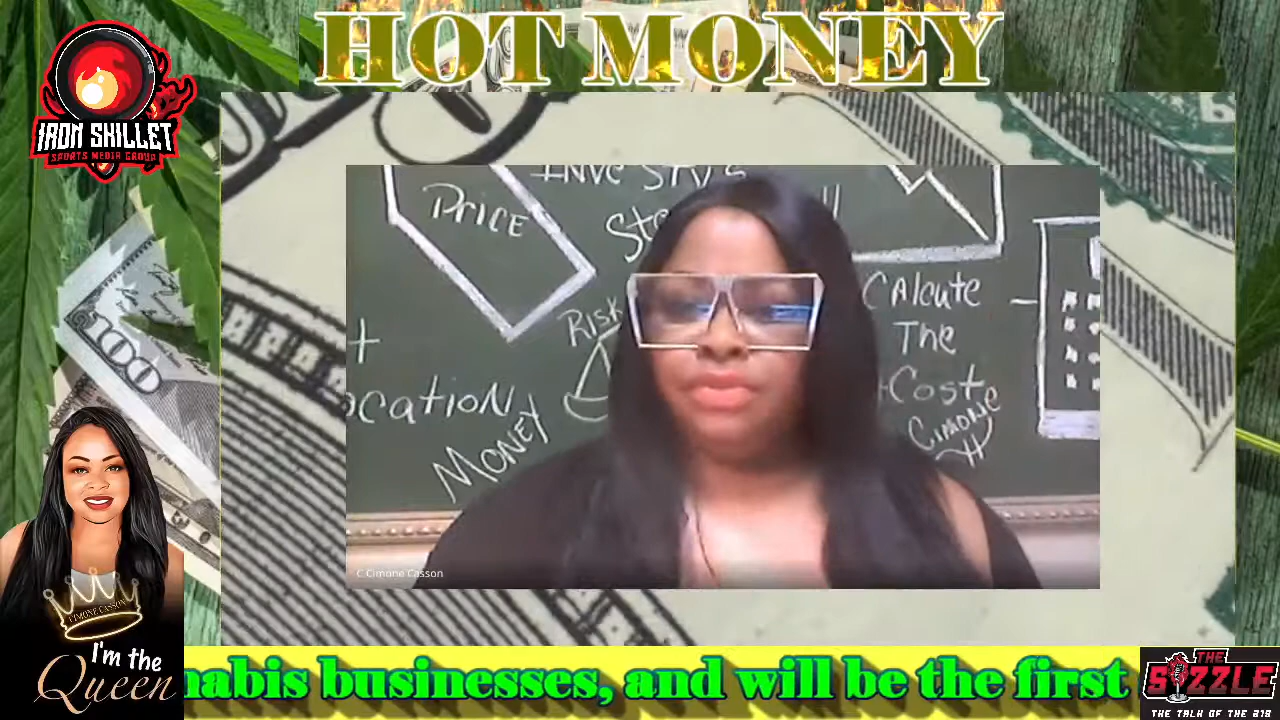 HOT MONEY
IRON SKILLET
SPORTS MEDIA GROUP
100
PRICE
RISK
CAlcute
The
Cost
Cimone
H
+
ocation
MONEY
C Cimone Casson
CIMONE CASSON
I'm the
Queen
nabis businesses, and will be the first
THE
SIZZLE
THE TALK OF THE 818